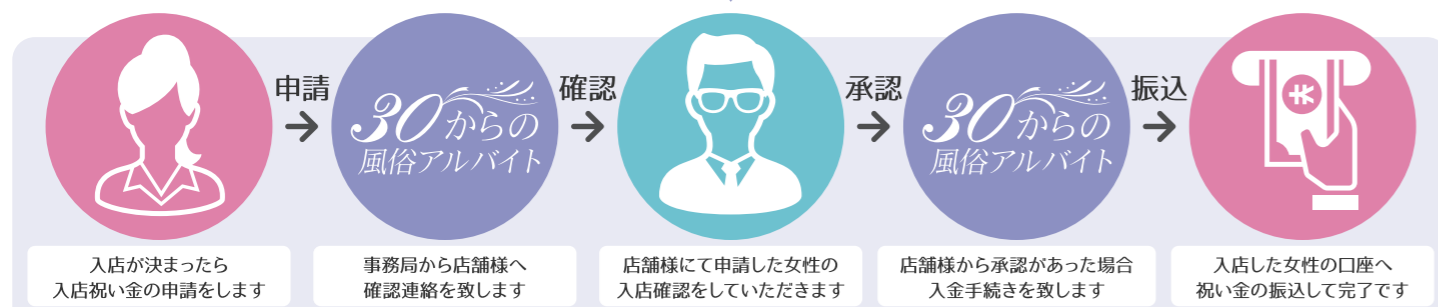 申請
確認
承認
振込
30からの
風俗アルバイト
30からの
風俗アルバイト
入店が決まったら
入店祝い金の申請をします
事務局から店舗様へ
確認連絡を致します
店舗様にて申請した女性の
入店確認をしていただきます
店舗様から承認があった場合
入金手続きを致します
入店した女性の口座へ
祝い金の振込して完了です